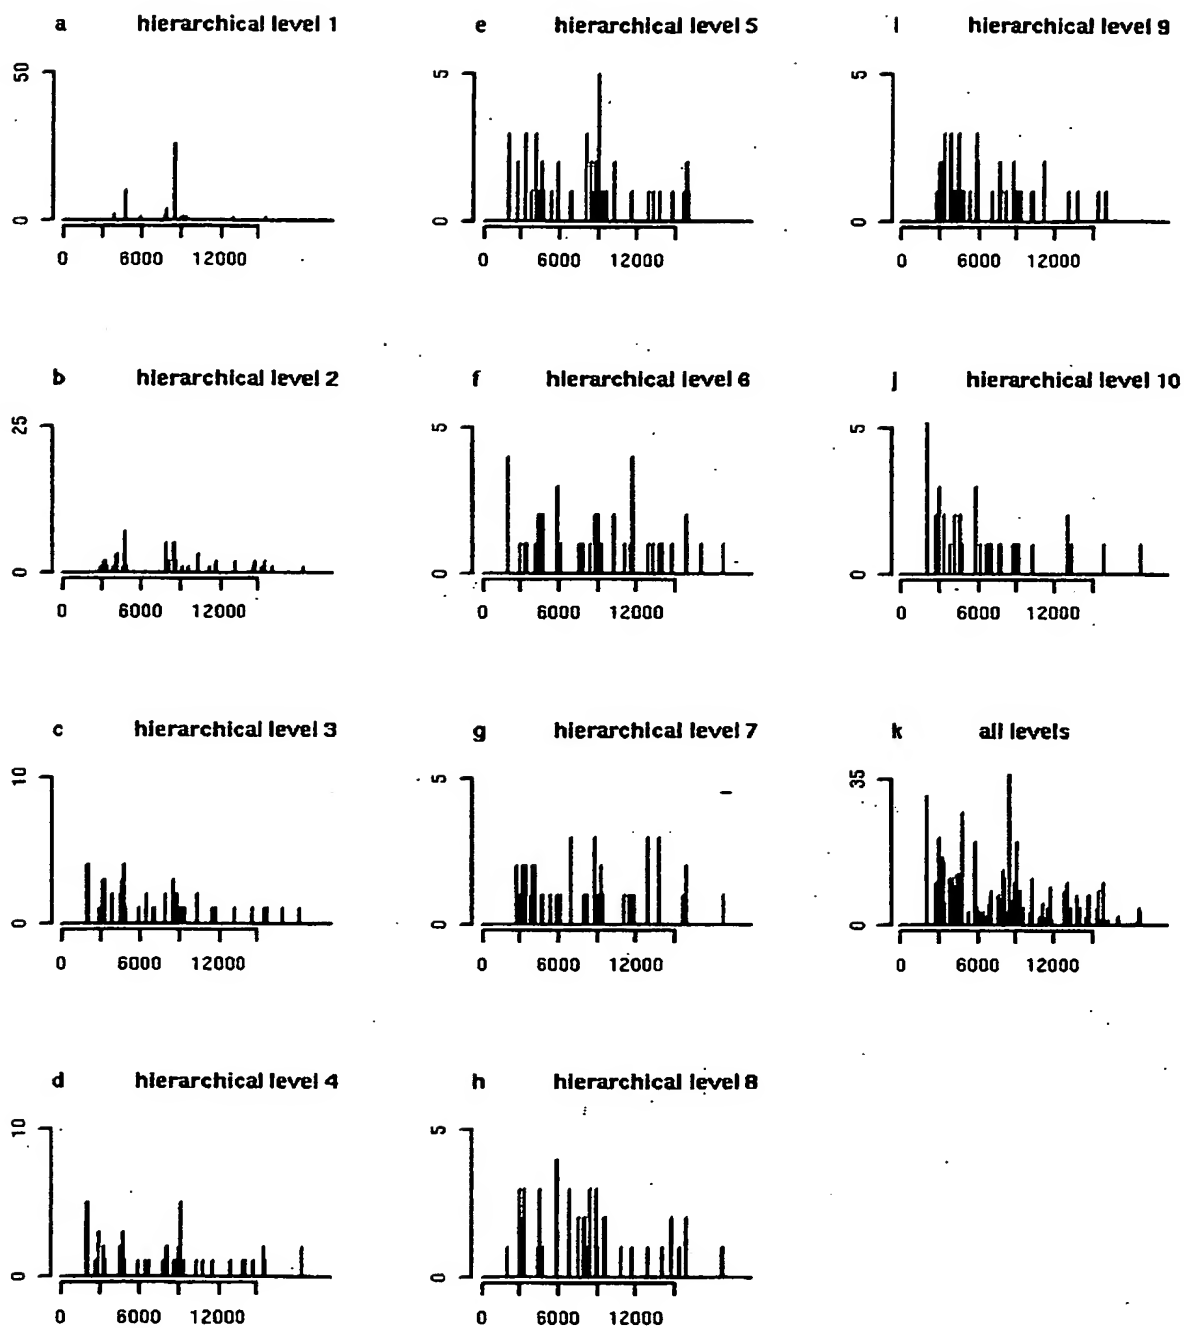 a hierarchical level 1
50
0
0 6000 12000
b hierarchical level 2
25
0
0 6000 12000
c hierarchical level 3
10
0
0 6000 12000
d hierarchical level 4
10
0
0 6000 12000
e hierarchical level 5
5
0
0 6000 12000
f hierarchical level 6
5
0
0 6000 12000
g hierarchical level 7
5
0
0 6000 12000
h hierarchical level 8
5
0
0 6000 12000
i hierarchical level 9
5
0
0 6000 12000
j hierarchical level 10
5
0
0 6000 12000
k all levels
35
0
0 6000 12000